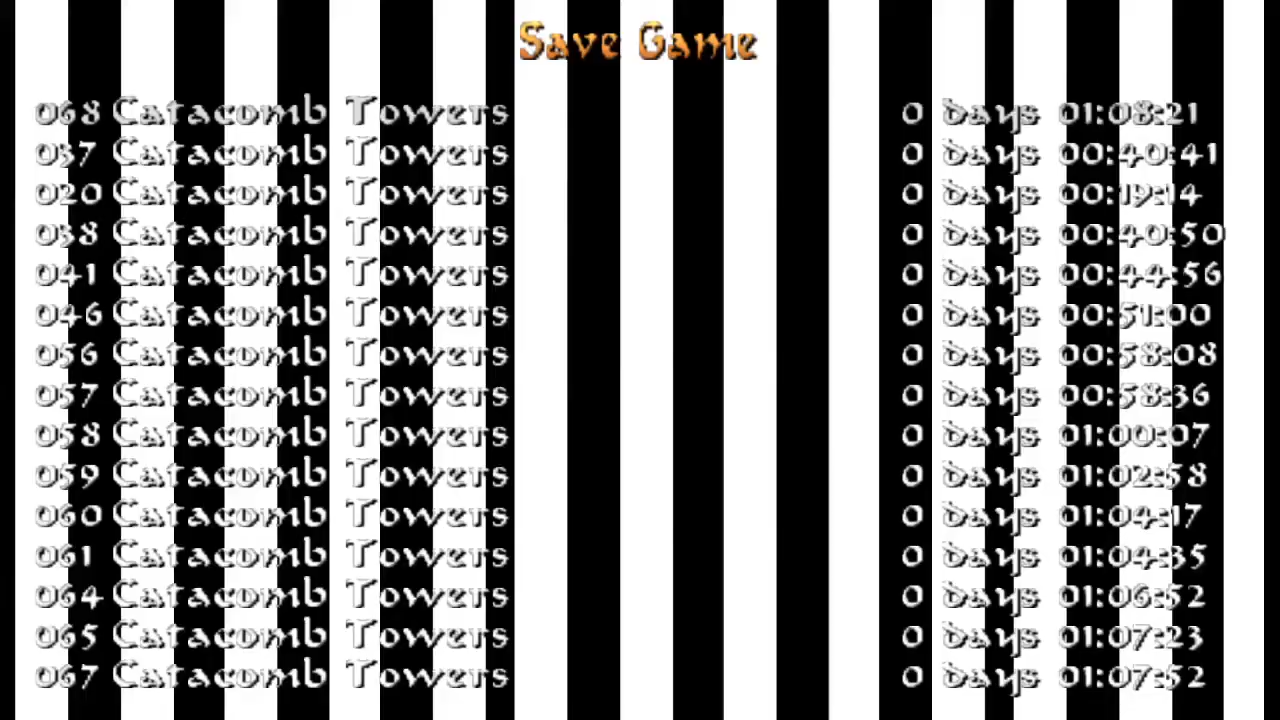 Save Game
068 Catacomb Towers 0 days 01:08:21
037 Catacomb Towers 0 days 00:40:41
020 Catacomb Towers 0 days 00:19:14
038 Catacomb Towers 0 days 00:40:50
041 Catacomb Towers 0 days 00:44:56
046 Catacomb Towers 0 days 00:51:00
056 Catacomb Towers 0 days 00:58:08
057 Catacomb Towers 0 days 00:58:36
058 Catacomb Towers 0 days 01:00:07
059 Catacomb Towers 0 days 01:02:58
060 Catacomb Towers 0 days 01:04:17
061 Catacomb Towers 0 days 01:04:35
064 Catacomb Towers 0 days 01:06:52
065 Catacomb Towers 0 days 01:07:23
067 Catacomb Towers 0 days 01:07:52